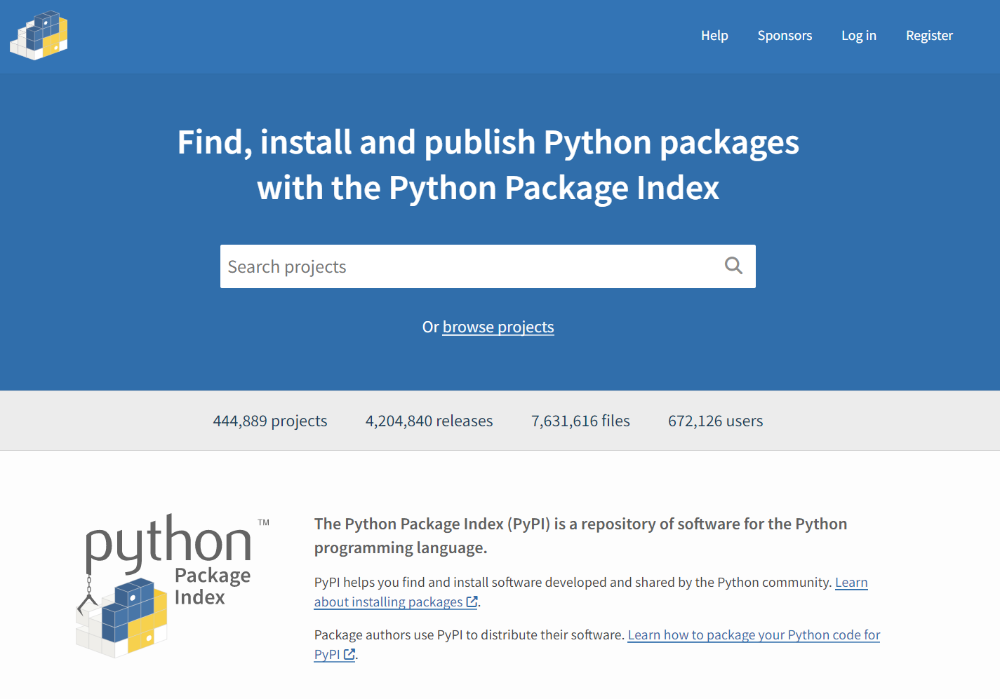 Help Sponsors Log in Register
Find, install and publish Python packages
with the Python Package Index
Search projects
Or browse projects
444,889 projects 4,204,840 releases 7,631,616 files 672,126 users
python™
Package
Index
The Python Package Index (PyPI) is a repository of software for the Python
programming language.
PyPI helps you find and install software developed and shared by the Python community. Learn
about installing packages.
Package authors use PyPI to distribute their software. Learn how to package your Python code for
PyPI.